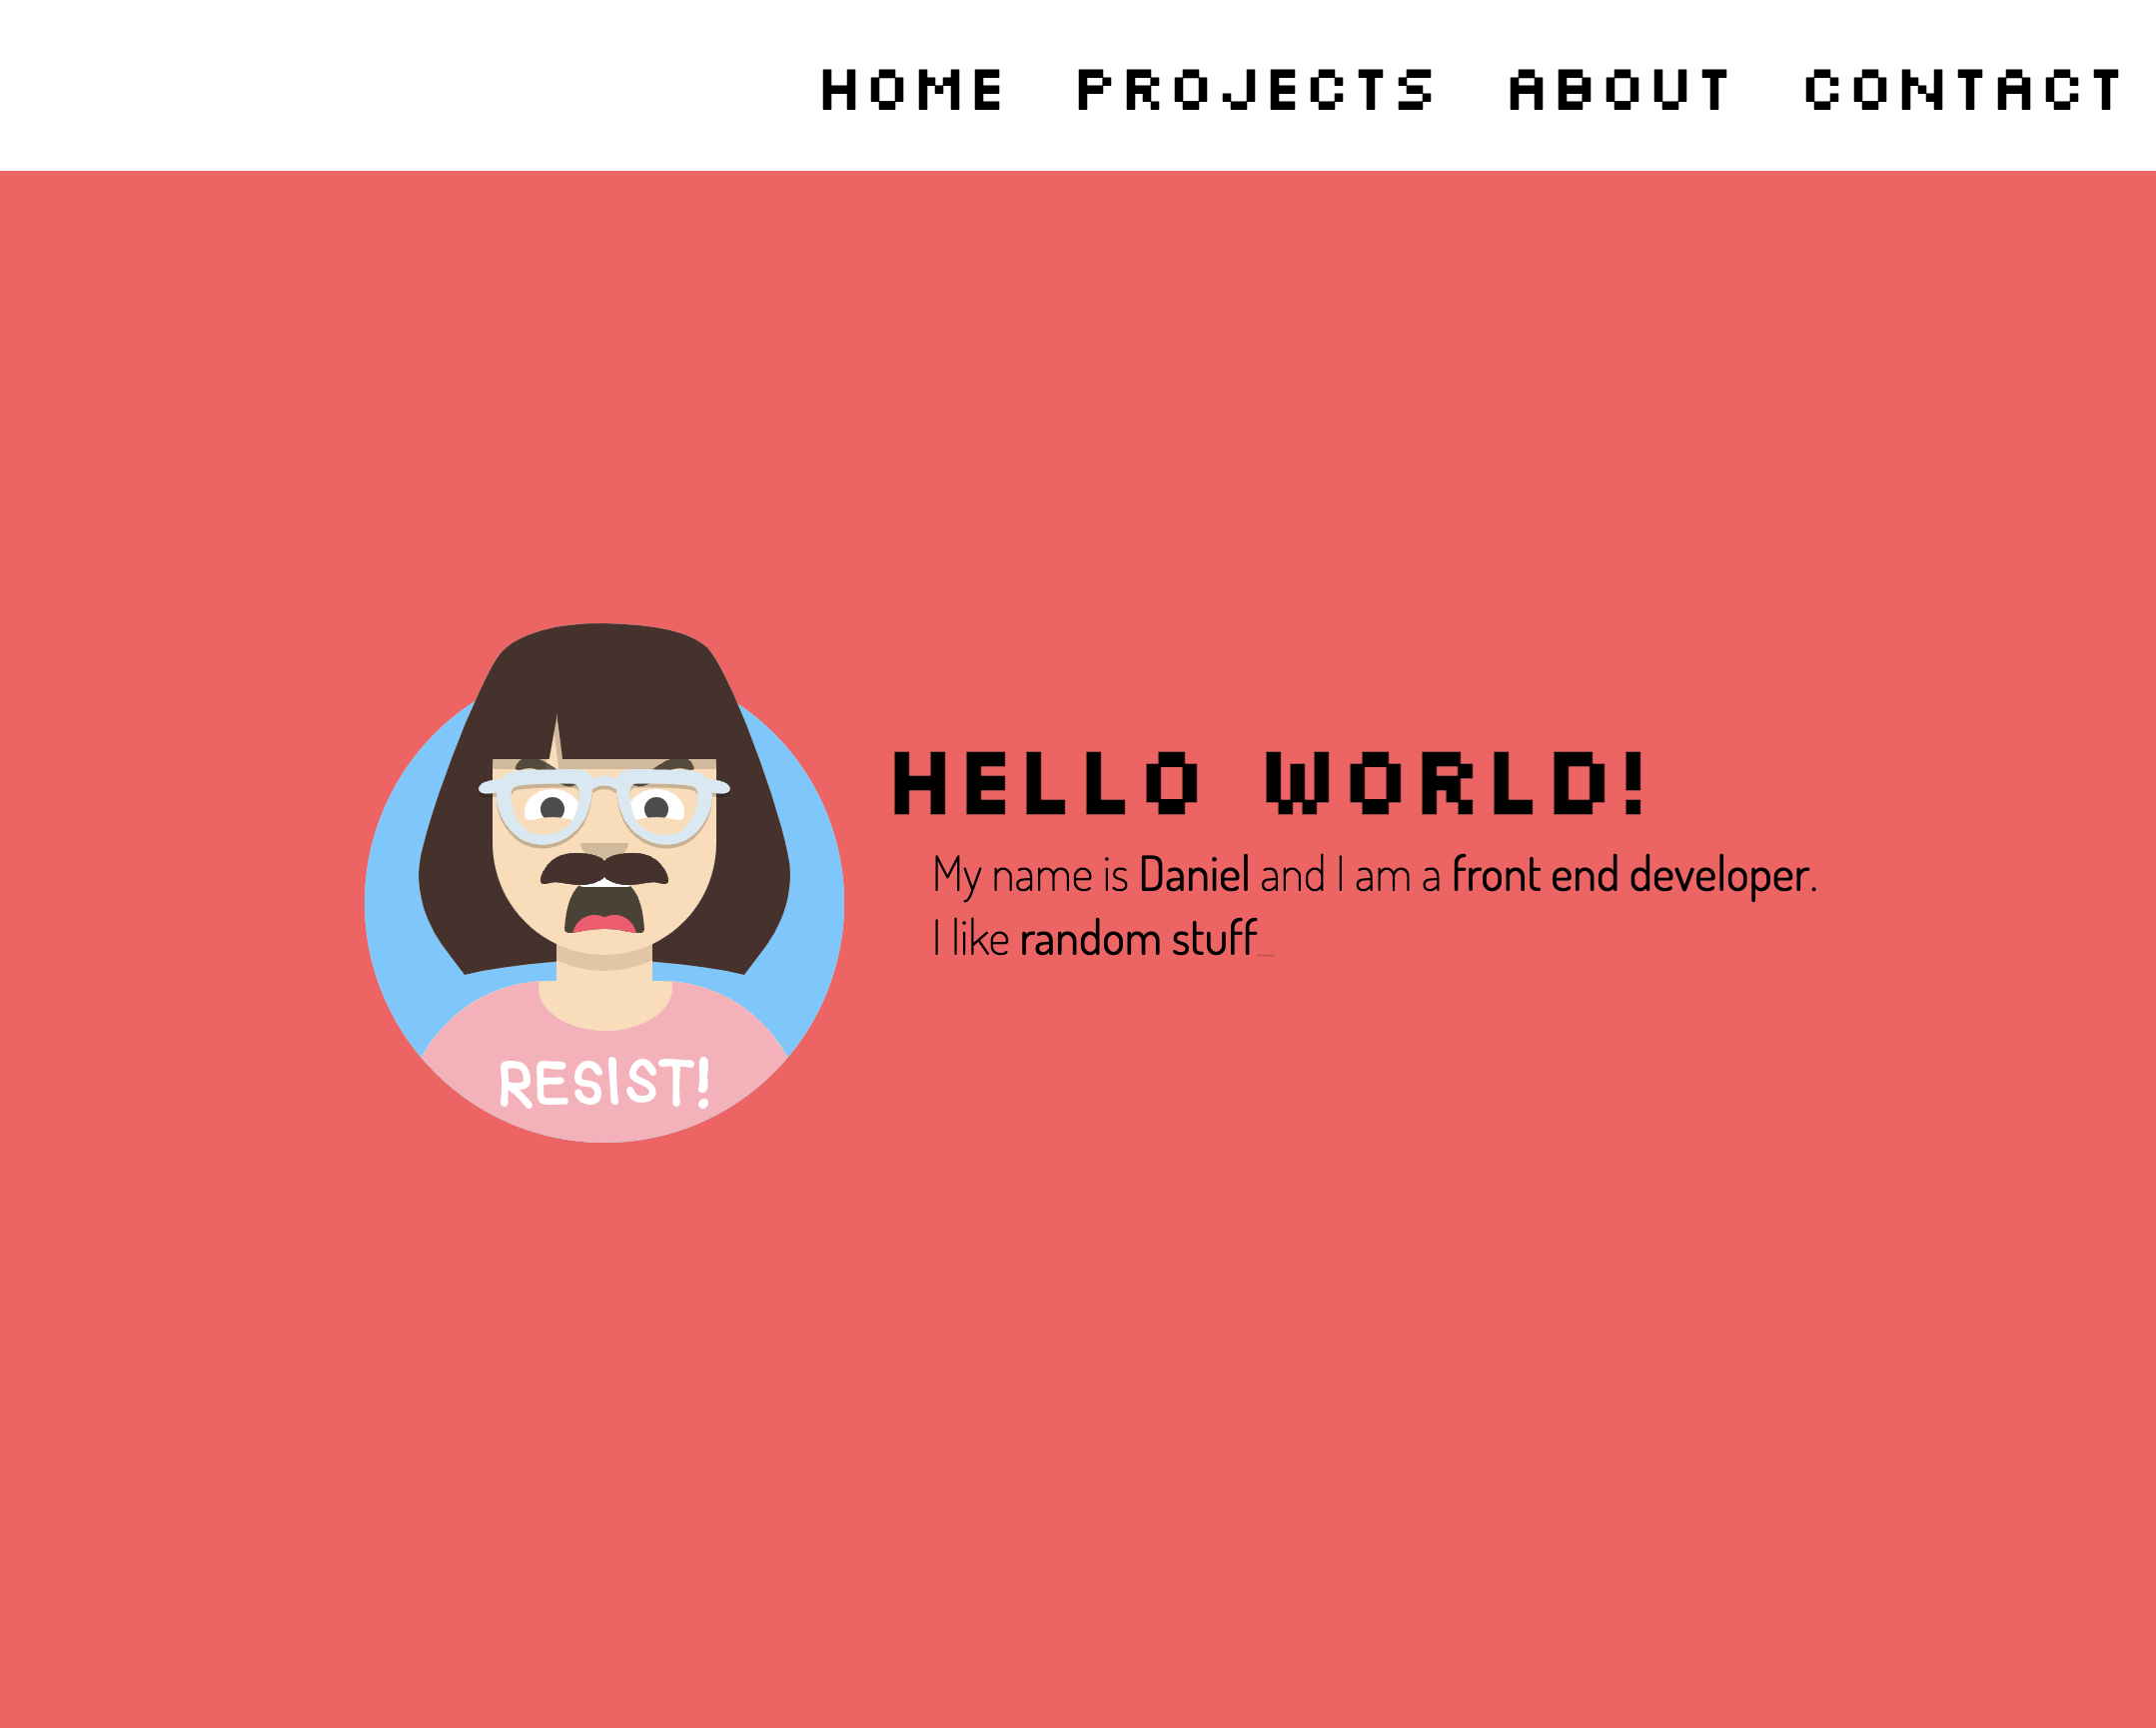 HOME PROJECTS ABOUT CONTACT
HELLO WORLD!
My name is Daniel and I am a front end developer.
I like random stuff_
RESIST!